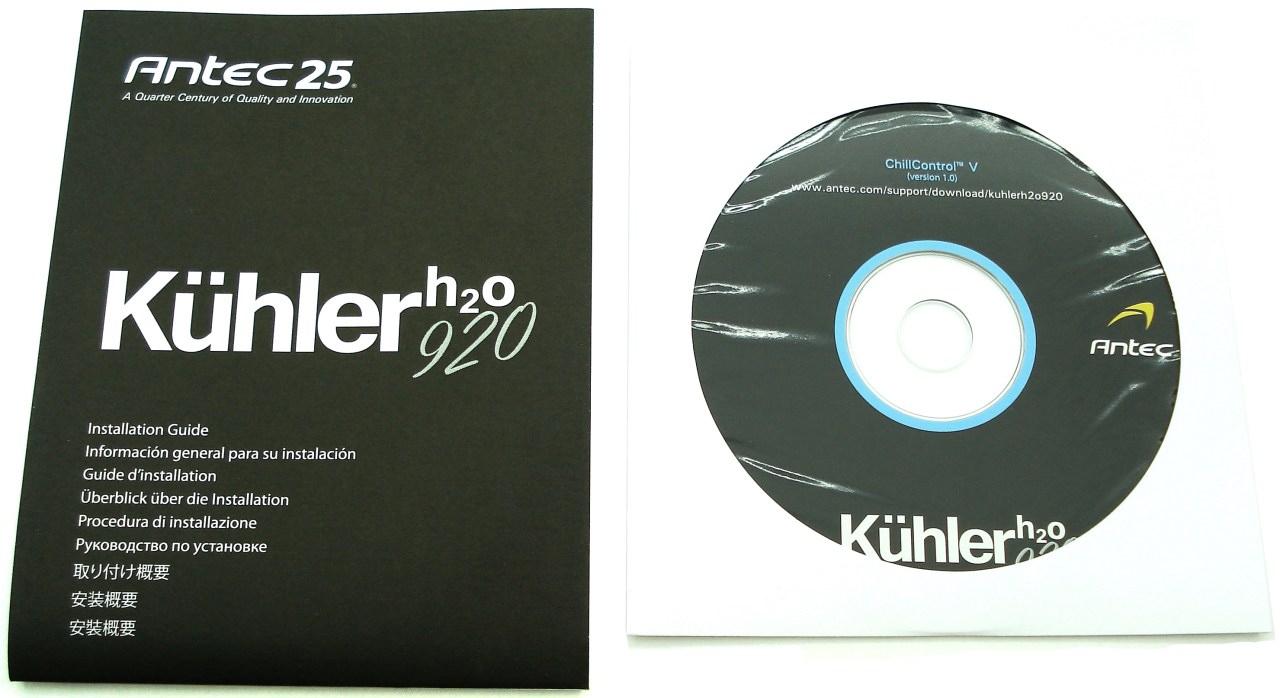 Antec 25
A Quarter Century of Quality and Innovation
Kühler h₂o
920
Installation Guide
Información general para su instalación
Guide d'installation
Überblick über die Installation
Procedura di installazione
Руководство по установке
取り付け概要
安装概要
安裝概要
ChillControl™ V
(version 1.0)
www.antec.com/support/download/kuhlerh2o920
Antec
Kühler h₂o
920